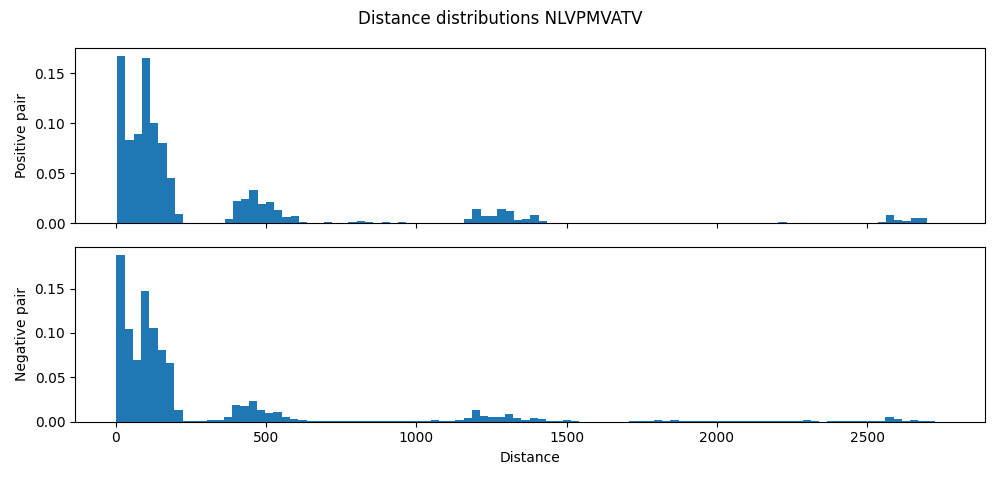 Distance distributions NLVPMVATV
Positive pair
0.15
0.10
0.05
0.00
Negative pair
0.15
0.10
0.05
0.00
0 500 1000 1500 2000 2500
Distance